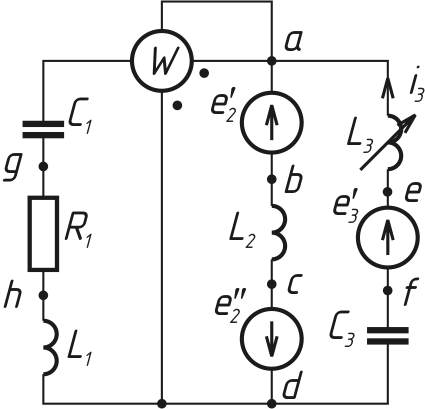 W a i₃
C₁ e′₂ L₃
g b e′₃ e
R₁ L₂
h c f
L₁ e″₂ C₃
d